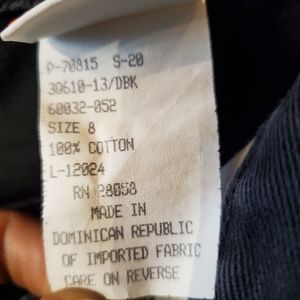 P-70815 S-20
39610-13/DBK
60032-052
SIZE 8
100% COTTON
L-12024
RN 28058
MADE IN
DOMINICAN REPUBLIC
OF IMPORTED FABRIC
CARE ON REVERSE